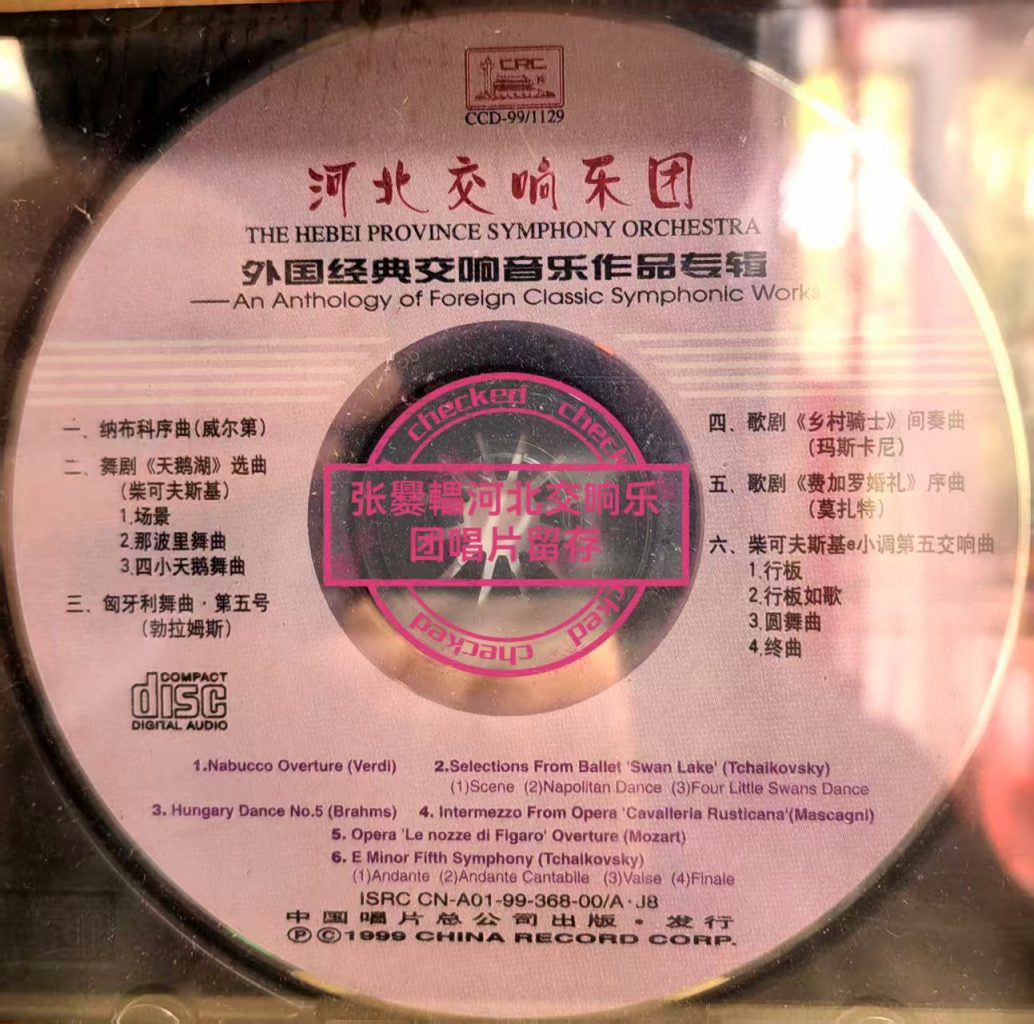 CRC
CCD-99/1129
河北交响乐团
THE HEBEI PROVINCE SYMPHONY ORCHESTRA
外国经典交响音乐作品专辑
——An Anthology of Foreign Classic Symphonic Works
一、纳布科序曲(威尔第)
二、舞剧《天鹅湖》选曲
(柴可夫斯基)
1.场景
2.那波里舞曲
3.四小天鹅舞曲
三、匈牙利舞曲·第五号
(勃拉姆斯)
四、歌剧《乡村骑士》间奏曲
(玛斯卡尼)
五、歌剧《费加罗婚礼》序曲
(莫扎特)
六、柴可夫斯基e小调第五交响曲
1.行板
2.行板如歌
3.圆舞曲
4.终曲
checked check
张爨轠河北交响乐
团唱片留存
checked checked
COMPACT
disc
DIGITAL AUDIO
1.Nabucco Overture (Verdi) 2.Selections From Ballet 'Swan Lake' (Tchaikovsky)
(1)Scene (2)Napolitan Dance (3)Four Little Swans Dance
3. Hungary Dance No.5 (Brahms) 4. Intermezzo From Opera 'Cavalleria Rusticana'(Mascagni)
5. Opera 'Le nozze di Figaro' Overture (Mozart)
6. E Minor Fifth Symphony (Tchaikovsky)
(1)Andante (2)Andante Cantabile (3)Valse (4)Finale
ISRC CN-A01-99-368-00/A·J8
中国唱片总公司出版·发行
Ⓟ©1999 CHINA RECORD CORP.